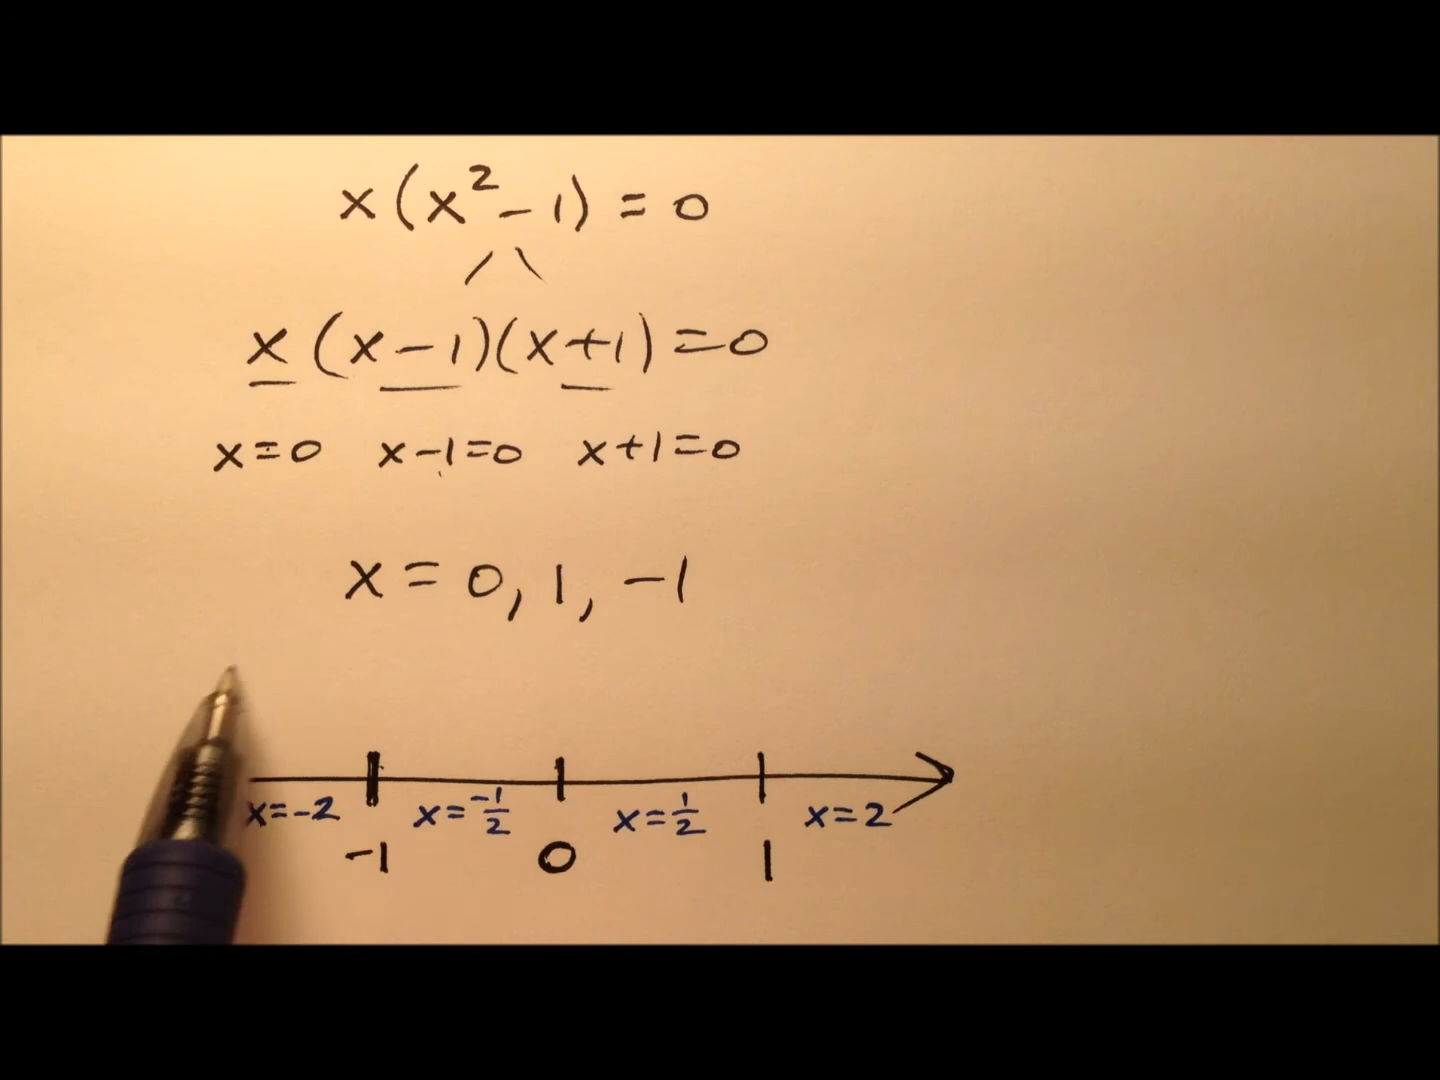 x(x²-1)=0
x(x-1)(x+1)=0
x=0 x-1=0 x+1=0
x=0, 1, -1
x=-2 x=-1/2 x=1/2 x=2
-1 0 1